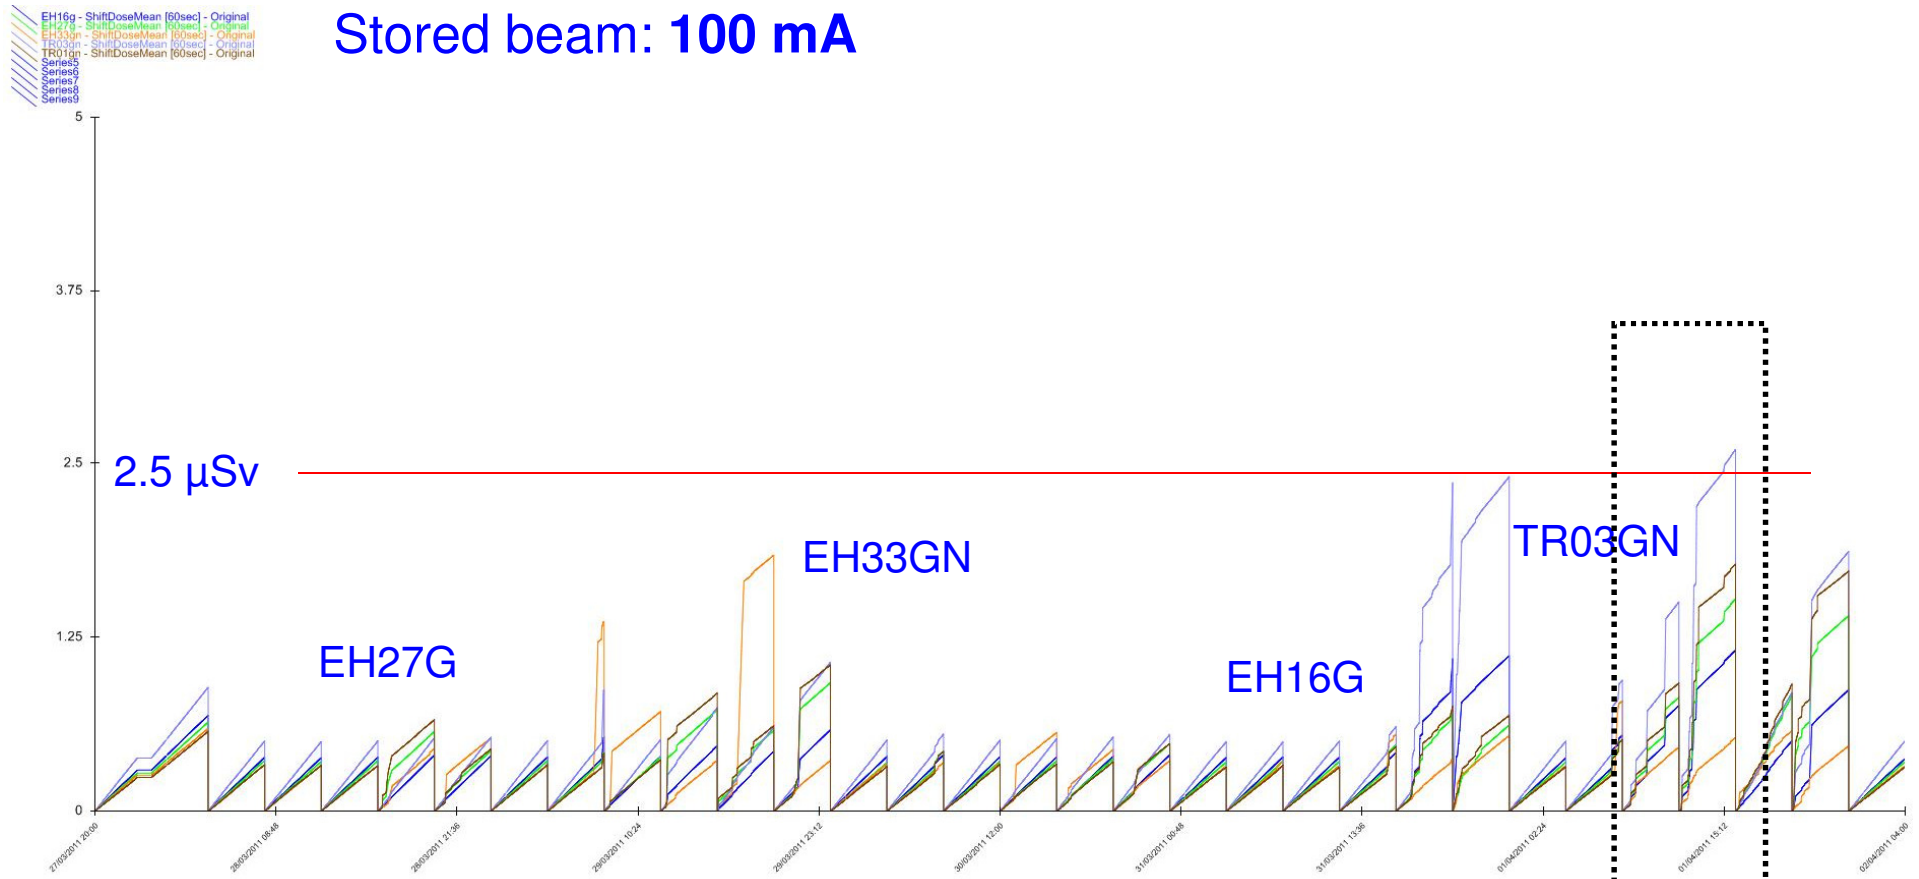 EH16g - ShiftDoseMean [60sec] - Original
EH27g - ShiftDoseMean [60sec] - Original
EH33gn - ShiftDoseMean [60sec] - Original
TR03gn - ShiftDoseMean [60sec] - Original
TR01gn - ShiftDoseMean [60sec] - Original
Series5
Series6
Series7
Series8
Series9
Stored beam: 100 mA
5
3.75
2.5
2.5 µSv
TR03GN
EH33GN
1.25
EH27G
EH16G
0
27/03/2011 20:00
28/03/2011 08:48
28/03/2011 21:36
29/03/2011 10:24
29/03/2011 23:12
30/03/2011 12:00
31/03/2011 00:48
31/03/2011 13:36
01/04/2011 02:24
01/04/2011 15:12
02/04/2011 04:00